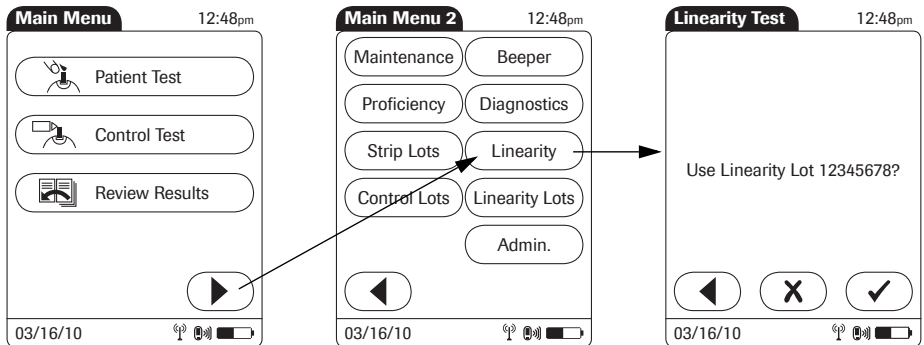 Main Menu 12:48pm
Patient Test
Control Test
Review Results
03/16/10
Main Menu 2 12:48pm
Maintenance Beeper
Proficiency Diagnostics
Strip Lots Linearity
Control Lots Linearity Lots
Admin.
03/16/10
Linearity Test 12:48pm
Use Linearity Lot 12345678?
03/16/10